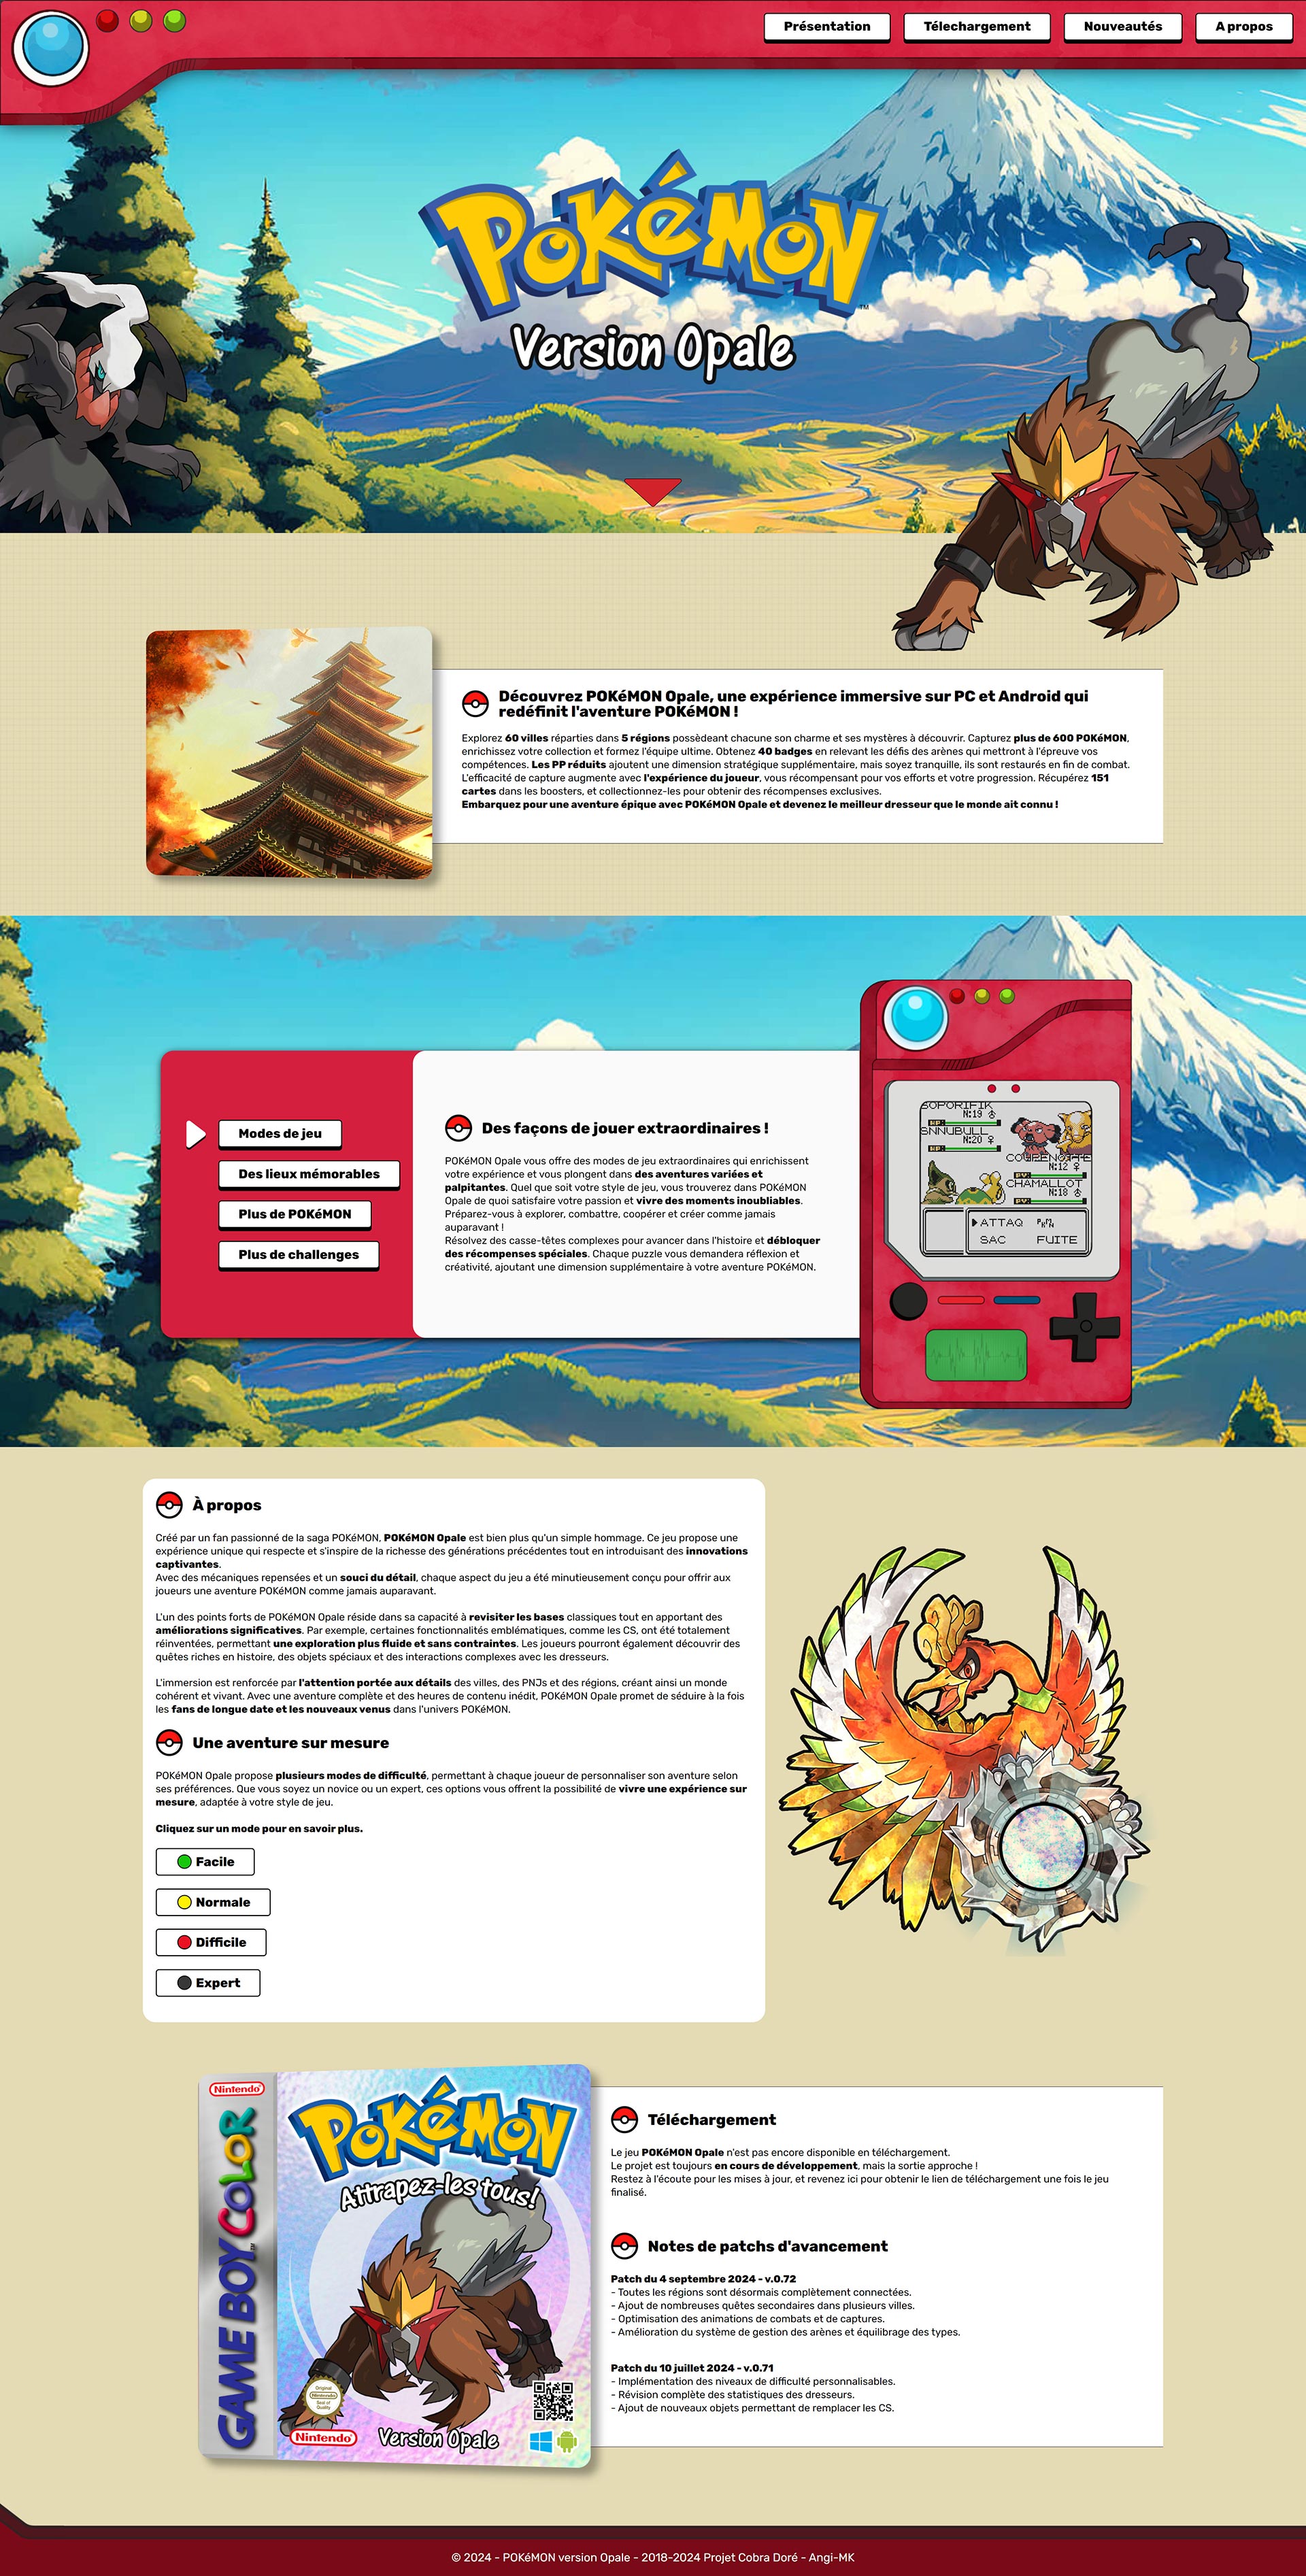 Présentation
Télechargement
Nouveautés
A propos
POKéMON
TM
Version Opale
Découvrez POKéMON Opale, une expérience immersive sur PC et Android qui
redéfinit l'aventure POKéMON !
Explorez 60 villes réparties dans 5 régions possèdeant chacune son charme et ses mystères à découvrir. Capturez plus de 600 POKéMON,
enrichissez votre collection et formez l'équipe ultime. Obtenez 40 badges en relevant les défis des arènes qui mettront à l'épreuve vos
compétences. Les PP réduits ajoutent une dimension stratégique supplémentaire, mais soyez tranquille, ils sont restaurés en fin de combat.
L'efficacité de capture augmente avec l'expérience du joueur, vous récompensant pour vos efforts et votre progression. Récupérez 151
cartes dans les boosters, et collectionnez-les pour obtenir des récompenses exclusives.
Embarquez pour une aventure épique avec POKéMON Opale et devenez le meilleur dresseur que le monde ait connu !
Modes de jeu
Des lieux mémorables
Plus de POKéMON
Plus de challenges
Des façons de jouer extraordinaires !
POKéMON Opale vous offre des modes de jeu extraordinaires qui enrichissent
votre expérience et vous plongent dans des aventures variées et
palpitantes. Quel que soit votre style de jeu, vous trouverez dans POKéMON
Opale de quoi satisfaire votre passion et vivre des moments inoubliables.
Préparez-vous à explorer, combattre, coopérer et créer comme jamais
auparavant !
Résolvez des casse-têtes complexes pour avancer dans l'histoire et débloquer
des récompenses spéciales. Chaque puzzle vous demandera réflexion et
créativité, ajoutant une dimension supplémentaire à votre aventure POKéMON.
SOPORIFIK
N:19 ♂
SNNUBULL
N:20 ♀
N:12 ♀
CHAMALLOT
N:18 ♂
ATTAQ PKMN
SAC FUITE
À propos
Créé par un fan passionné de la saga POKéMON, POKéMON Opale est bien plus qu'un simple hommage. Ce jeu propose une
expérience unique qui respecte et s'inspire de la richesse des générations précédentes tout en introduisant des innovations
captivantes.
Avec des mécaniques repensées et un souci du détail, chaque aspect du jeu a été minutieusement conçu pour offrir aux
joueurs une aventure POKéMON comme jamais auparavant.
L'un des points forts de POKéMON Opale réside dans sa capacité à revisiter les bases classiques tout en apportant des
améliorations significatives. Par exemple, certaines fonctionnalités emblématiques, comme les CS, ont été totalement
réinventées, permettant une exploration plus fluide et sans contraintes. Les joueurs pourront également découvrir des
quêtes riches en histoire, des objets spéciaux et des interactions complexes avec les dresseurs.
L'immersion est renforcée par l'attention portée aux détails des villes, des PNJs et des régions, créant ainsi un monde
cohérent et vivant. Avec une aventure complète et des heures de contenu inédit, POKéMON Opale promet de séduire à la fois
les fans de longue date et les nouveaux venus dans l'univers POKéMON.
Une aventure sur mesure
POKéMON Opale propose plusieurs modes de difficulté, permettant à chaque joueur de personnaliser son aventure selon
ses préférences. Que vous soyez un novice ou un expert, ces options vous offrent la possibilité de vivre une expérience sur
mesure, adaptée à votre style de jeu.
Cliquez sur un mode pour en savoir plus.
Facile
Normale
Difficile
Expert
Nintendo
GAME BOY COLOR
POKéMON
Attrapez-les tous!
Original
Nintendo
Seal of
Quality
Nintendo
Version Opale
Téléchargement
Le jeu POKéMON Opale n'est pas encore disponible en téléchargement.
Le projet est toujours en cours de développement, mais la sortie approche !
Restez à l'écoute pour les mises à jour, et revenez ici pour obtenir le lien de téléchargement une fois le jeu
finalisé.
Notes de patchs d'avancement
Patch du 4 septembre 2024 - v.0.72
- Toutes les régions sont désormais complètement connectées.
- Ajout de nombreuses quêtes secondaires dans plusieurs villes.
- Optimisation des animations de combats et de captures.
- Amélioration du système de gestion des arènes et équilibrage des types.
Patch du 10 juillet 2024 - v.0.71
- Implémentation des niveaux de difficulté personnalisables.
- Révision complète des statistiques des dresseurs.
- Ajout de nouveaux objets permettant de remplacer les CS.
© 2024 - POKéMON version Opale - 2018-2024 Projet Cobra Doré - Angi-MK